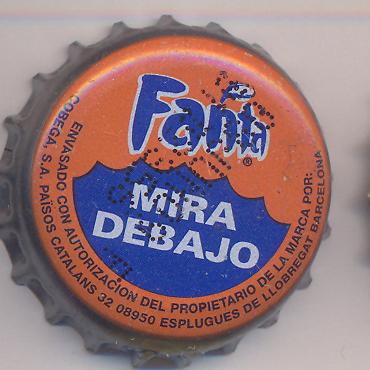 Fanta
®
MIRA
DEBAJO
ENVASADO CON AUTORIZACION DEL PROPIETARIO DE LA MARCA POR:
COBEGA, S.A. PAÏSOS CATALANS 32 08950 ESPLUGUES DE LLOBREGAT BARCELONA